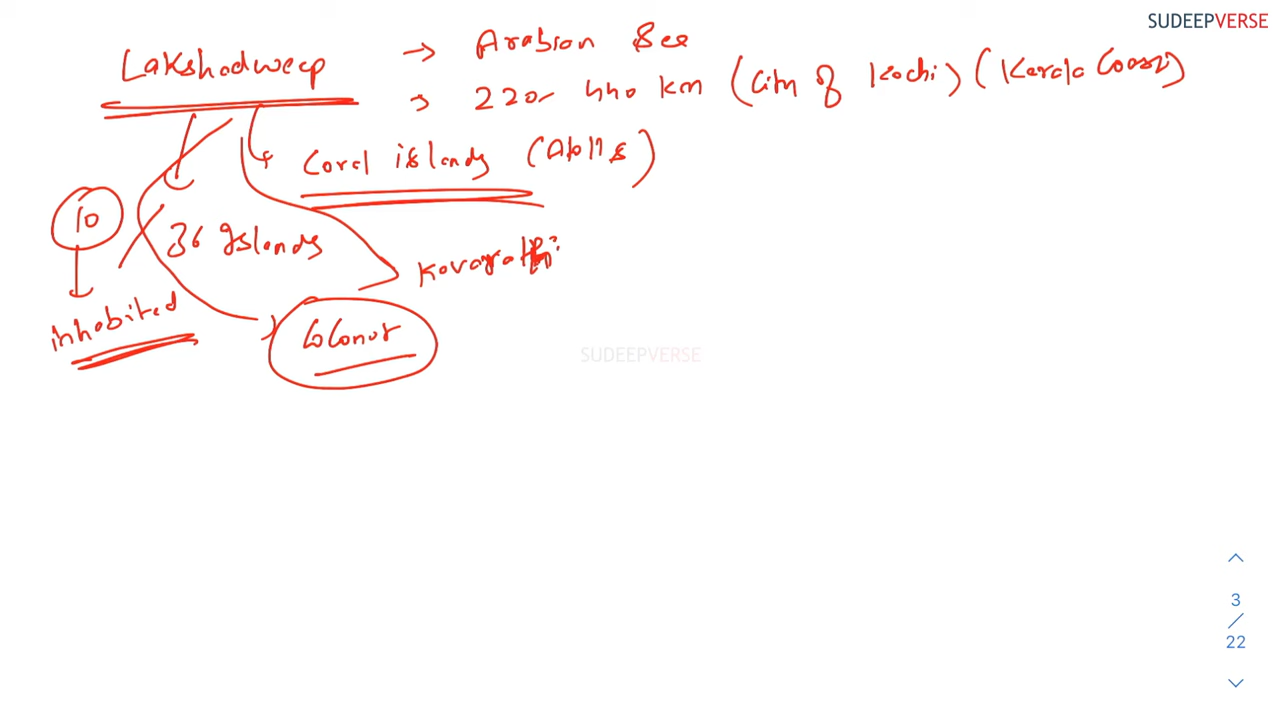 SUDEEPVERSE
Lakshadweep → Arabian Sea
→ 220- 440 km (City of Kochi) (Kerala Coast)
Coral islands (Atolls)
10
36 Islands
Kavaratti
inhabited
Coconut
SUDEEPVERSE
3
/
22